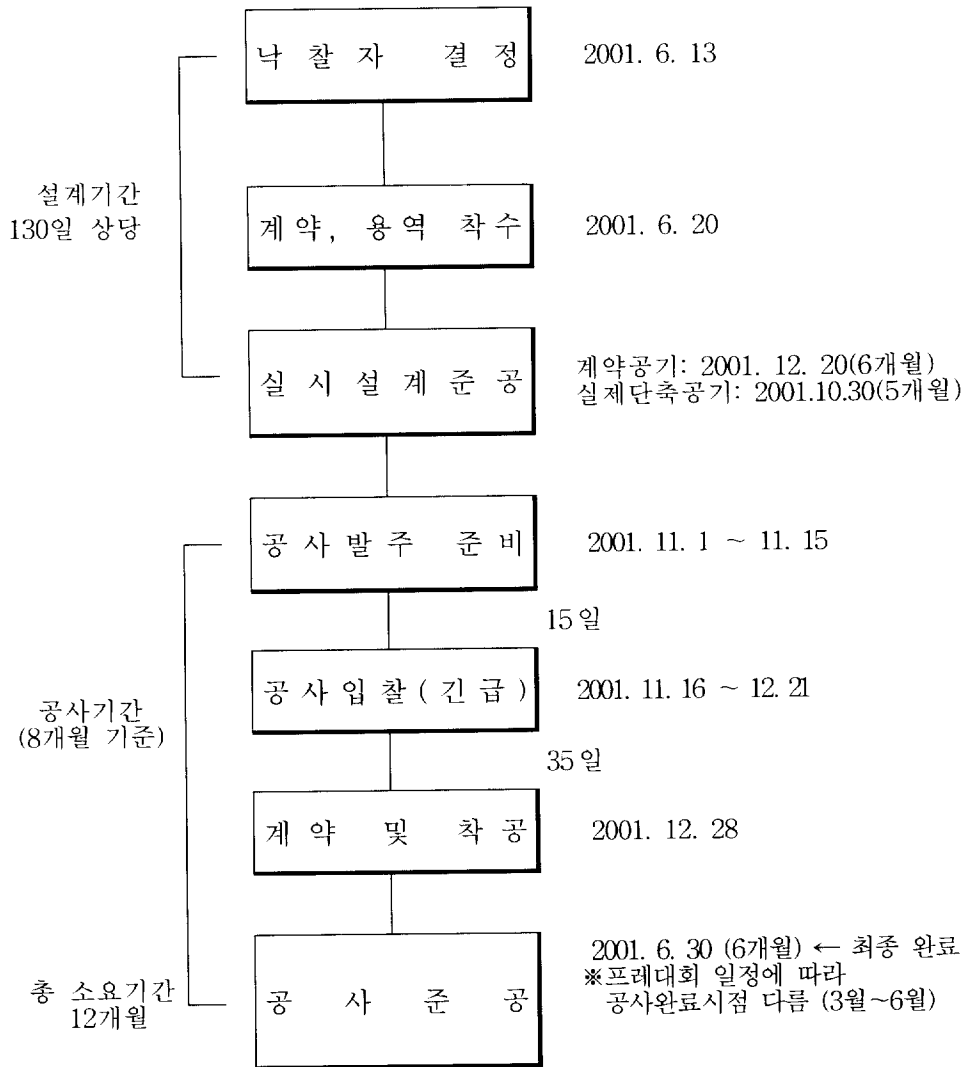 낙찰자 결정 2001. 6. 13
설계기간
130일 상당
계약, 용역 착수 2001. 6. 20
실시설계준공
계약공기: 2001. 12. 20(6개월)
실제단축공기: 2001.10.30(5개월)
공사발주 준비 2001. 11. 1 ~ 11. 15
15일
공사입찰(긴급) 2001. 11. 16 ~ 12. 21
공사기간
(8개월 기준)
35일
계약 및 착공 2001. 12. 28
총 소요기간
12개월
공사준공
2001. 6. 30 (6개월) ← 최종 완료
※프레대회 일정에 따라
공사완료시점 다름 (3월~6월)